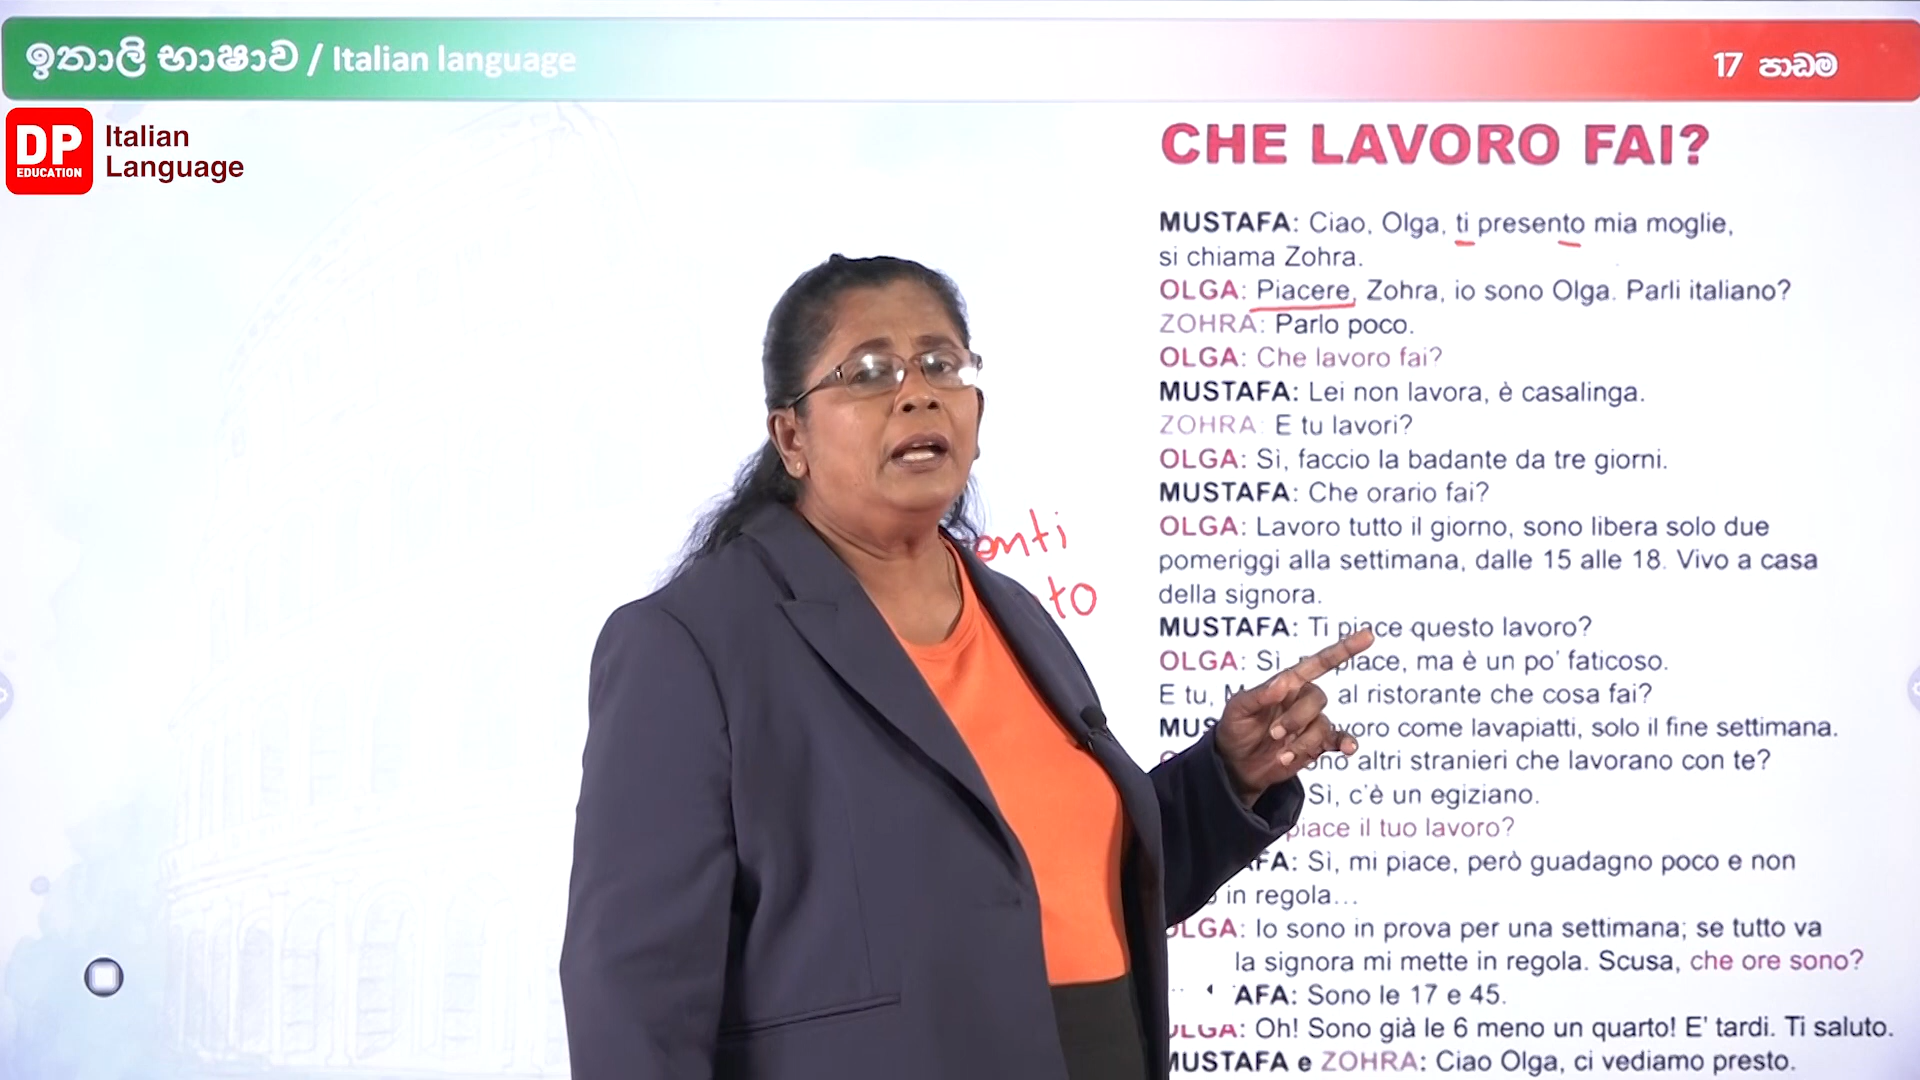 ඉතාලි භාෂාව / Italian language
17 පාඩම
DP
EDUCATION
Italian
Language
CHE LAVORO FAI?
MUSTAFA: Ciao, Olga, ti presento mia moglie,
si chiama Zohra.
OLGA: Piacere, Zohra, io sono Olga. Parli italiano?
ZOHRA: Parlo poco.
OLGA: Che lavoro fai?
MUSTAFA: Lei non lavora, è casalinga.
ZOHRA: E tu lavori?
OLGA: Sì, faccio la badante da tre giorni.
MUSTAFA: Che orario fai?
OLGA: Lavoro tutto il giorno, sono libera solo due
pomeriggi alla settimana, dalle 15 alle 18. Vivo a casa
della signora.
MUSTAFA: Ti piace questo lavoro?
OLGA: Sì, piace, ma è un po' faticoso.
E tu, al ristorante che cosa fai?
come lavapiatti, solo il fine settimana.
altri stranieri che lavorano con te?
Sì, c'è un egiziano.
piace il tuo lavoro?
Sì, mi piace, però guadagno poco e non
in regola...
OLGA: Io sono in prova per una settimana; se tutto va
la signora mi mette in regola. Scusa, che ore sono?
AFA: Sono le 17 e 45.
OLGA: Oh! Sono già le 6 meno un quarto! E' tardi. Ti saluto.
MUSTAFA e ZOHRA: Ciao Olga, ci vediamo presto.
enti
to